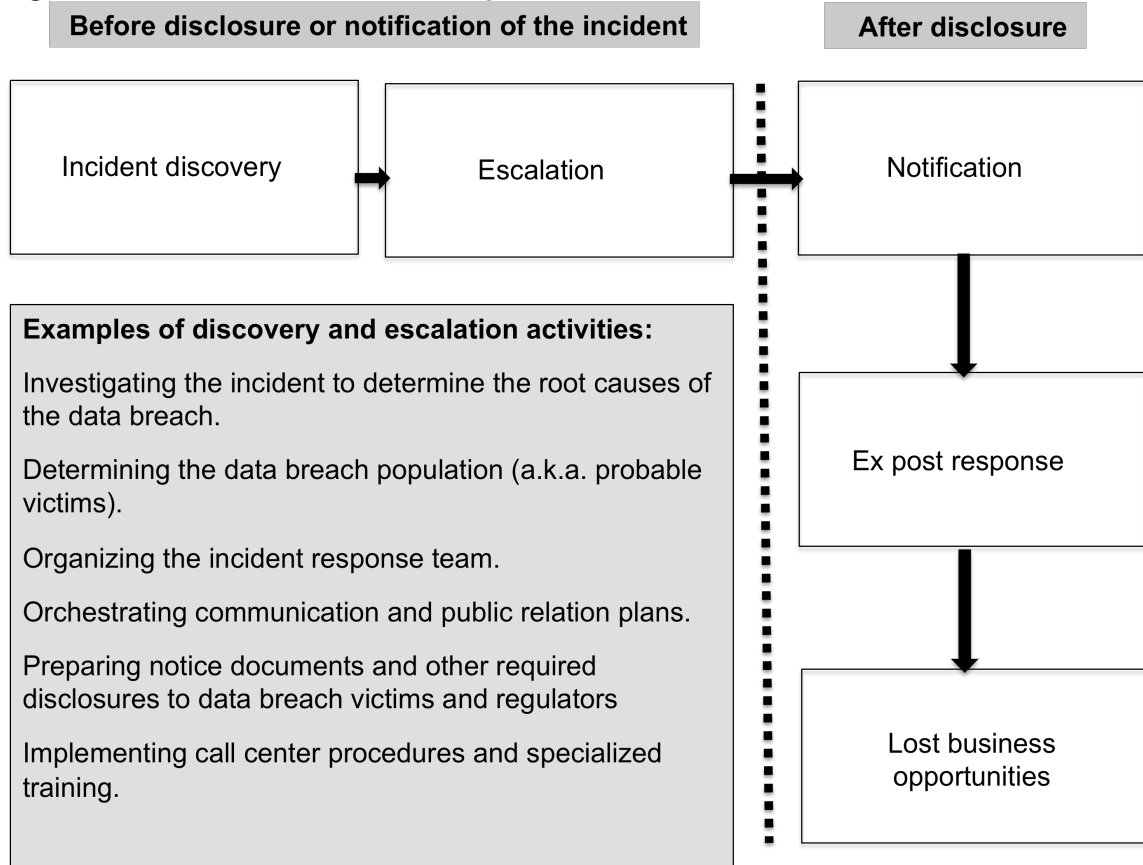 Before disclosure or notification of the incident
After disclosure
Incident discovery
Escalation
Notification
Examples of discovery and escalation activities:
Investigating the incident to determine the root causes of
the data breach.
Determining the data breach population (a.k.a. probable
victims).
Organizing the incident response team.
Orchestrating communication and public relation plans.
Preparing notice documents and other required
disclosures to data breach victims and regulators
Implementing call center procedures and specialized
training.
Ex post response
Lost business
opportunities